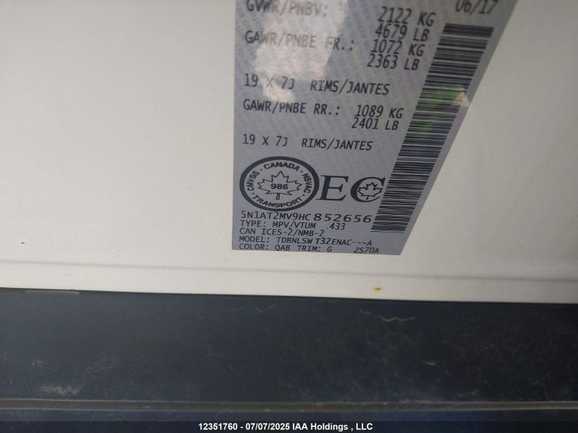 06/17
GVWR/PNBV: 2122 KG
4679 LB
GAWR/PNBE FR.: 1072 KG
2363 LB
19 X 7J RIMS/JANTES
GAWR/PNBE RR.: 1089 KG
2401 LB
19 X 7J RIMS/JANTES
CANADA
986
TRANSPORT
EC
5N1AT2MV9HC852656
TYPE: MPV/VTUM 433
CAN ICES-2/NMB-2
MODEL: TDRNLSW T32ENAC---A
COLOR: QAB TRIM: G 2570A
12351760 - 07/07/2025 IAA Holdings , LLC